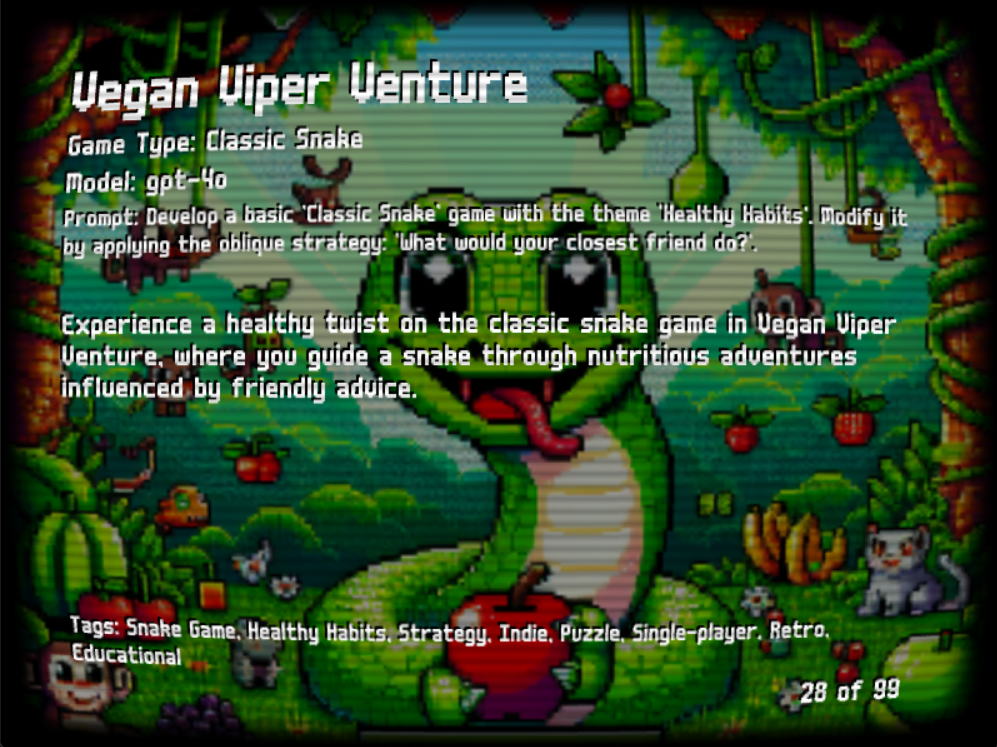 Vegan Viper Venture
Game Type: Classic Snake
Model: gpt-4o
Prompt: Develop a basic 'Classic Snake' game with the theme 'Healthy Habits'. Modify it
by applying the oblique strategy: 'What would your closest friend do?'.
Experience a healthy twist on the classic snake game in Vegan Viper
Venture, where you guide a snake through nutritious adventures
influenced by friendly advice.
Tags: Snake Game, Healthy Habits, Strategy, Indie, Puzzle, Single-player, Retro,
Educational
28 of 99